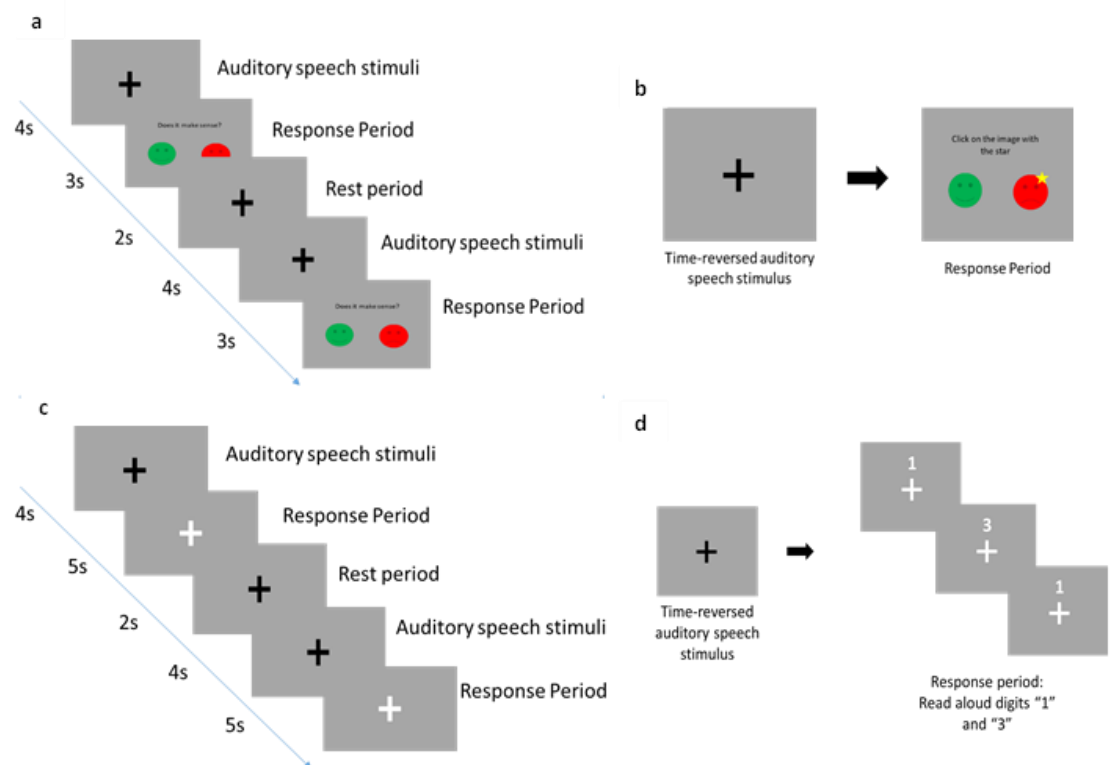 a
Auditory speech stimuli
4s
Does it make sense?
Response Period
3s
Rest period
2s
Auditory speech stimuli
4s
Does it make sense?
Response Period
3s
b
Click on the image with
the star
Time-reversed auditory
speech stimulus
Response Period
c
Auditory speech stimuli
4s
Response Period
5s
Rest period
2s
Auditory speech stimuli
4s
Response Period
5s
d
1
3
1
Time-reversed
auditory speech
stimulus
Response period:
Read aloud digits “1”
and “3”